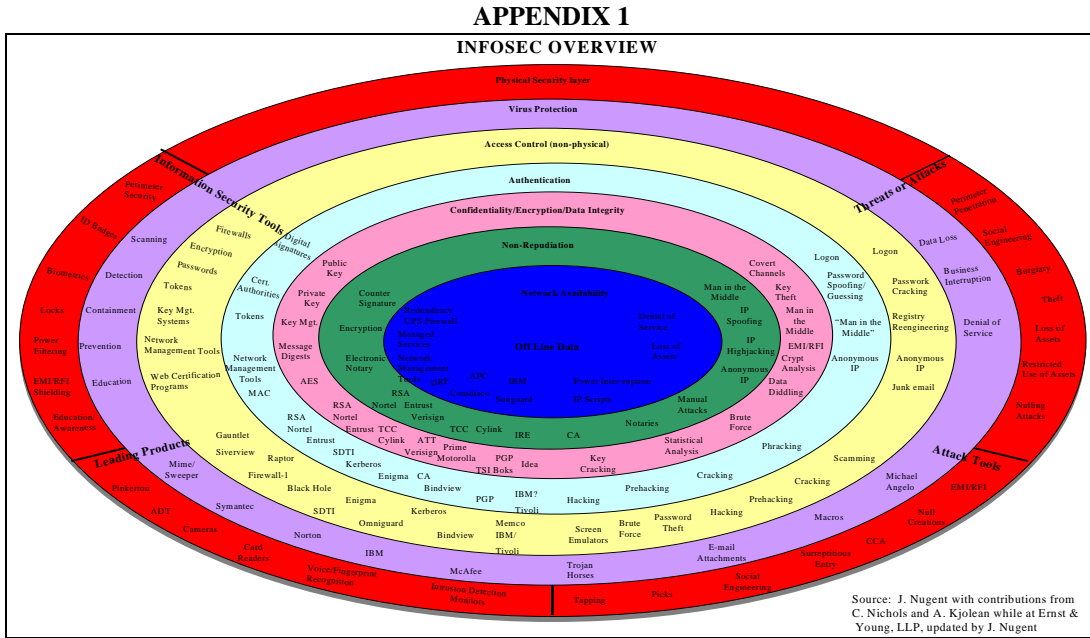 APPENDIX 1
INFOSEC OVERVIEW
Physical Security layer
Virus Protection
Access Control (non-physical)
Authentication
Confidentiality/Encryption/Data Integrity
Non-Repudiation
Network Availability
Off Line Data
Information Security Tools
Perimeter
Security
ID Badges
Biometrics
Locks
Power
Filtering
EMI/RFI
Shielding
Education/
Awareness
Scanning
Detection
Containment
Prevention
Education
Firewalls
Encryption
Passwords
Tokens
Key Mgt.
Systems
Network
Management Tools
Web Certification
Programs
Digital
Signatures
Cert.
Authorities
Tokens
Network
Management
Tools
MAC
Public
Key
Private
Key
Key Mgt.
Message
Digests
AES
Counter
Signature
Encryption
Electronic
Notary
Redundancy
UPS Firewall
Managed
Services
Network
Management
Tools
Threats or Attacks
Perimeter
Penetration
Social
Engineering
Burglary
Theft
Loss of
Assets
Restricted
Use of Assets
Nulling
Attacks
Data Loss
Business
Interruption
Denial of
Service
Logon
Passwork
Cracking
Registry
Reengineering
Anonymous
IP
Junk email
Logon
Password
Spoofing/
Guessing
“Man in the
Middle”
Anonymous
IP
Covert
Channels
Key
Theft
Man in
the
Middle
EMI/RFI
Crypt
Analysis
Data
Diddling
Man in the
Middle
IP
Spoofing
IP
Highjacking
Anonymous
IP
Denial of
Service
Loss of
Assets
Leading Products
Pinkerton
ADT
Cameras
Card
Readers
Voice/Fingerprint
Recognition
Intrusion Detection
Monitors
Mime/
Sweeper
Symantec
Norton
IBM
McAfee
Gauntlet
Siverview
Raptor
Firewall-1
Black Hole
SDTI
Enigma
Omniguard
Kerberos
Bindview
Memco
IBM/
Tivoli
RSA
Nortel
Entrust
SDTI
Kerberos
Enigma
CA
Bindview
PGP
IBM?
Tivoli
RSA
Nortel
Entrust
TCC
Cylink
ATT
Verisign
Prime
Motorolla
PGP
TSI Boks
Idea
RSA
Nortel
Entrust
Verisign
TCC
Cylink
IRE
CA
APC
Comdisco
IBM
Sungard
Attack Tools
EMI/RFI
Null
Creations
CCA
Surreptitious
Entry
Social
Engineering
Picks
Tapping
Michael
Angelo
Macros
E-mail
Attachments
Trojan
Horses
Scamming
Cracking
Prehacking
Hacking
Password
Theft
Brute
Force
Screen
Emulators
Phracking
Cracking
Prehacking
Hacking
Brute
Force
Statistical
Analysis
Key
Cracking
Manual
Attacks
Notaries
Power Interruption
IP Scripts
Source: J. Nugent with contributions from
C. Nichols and A. Kjolean while at Ernst &
Young, LLP, updated by J. Nugent